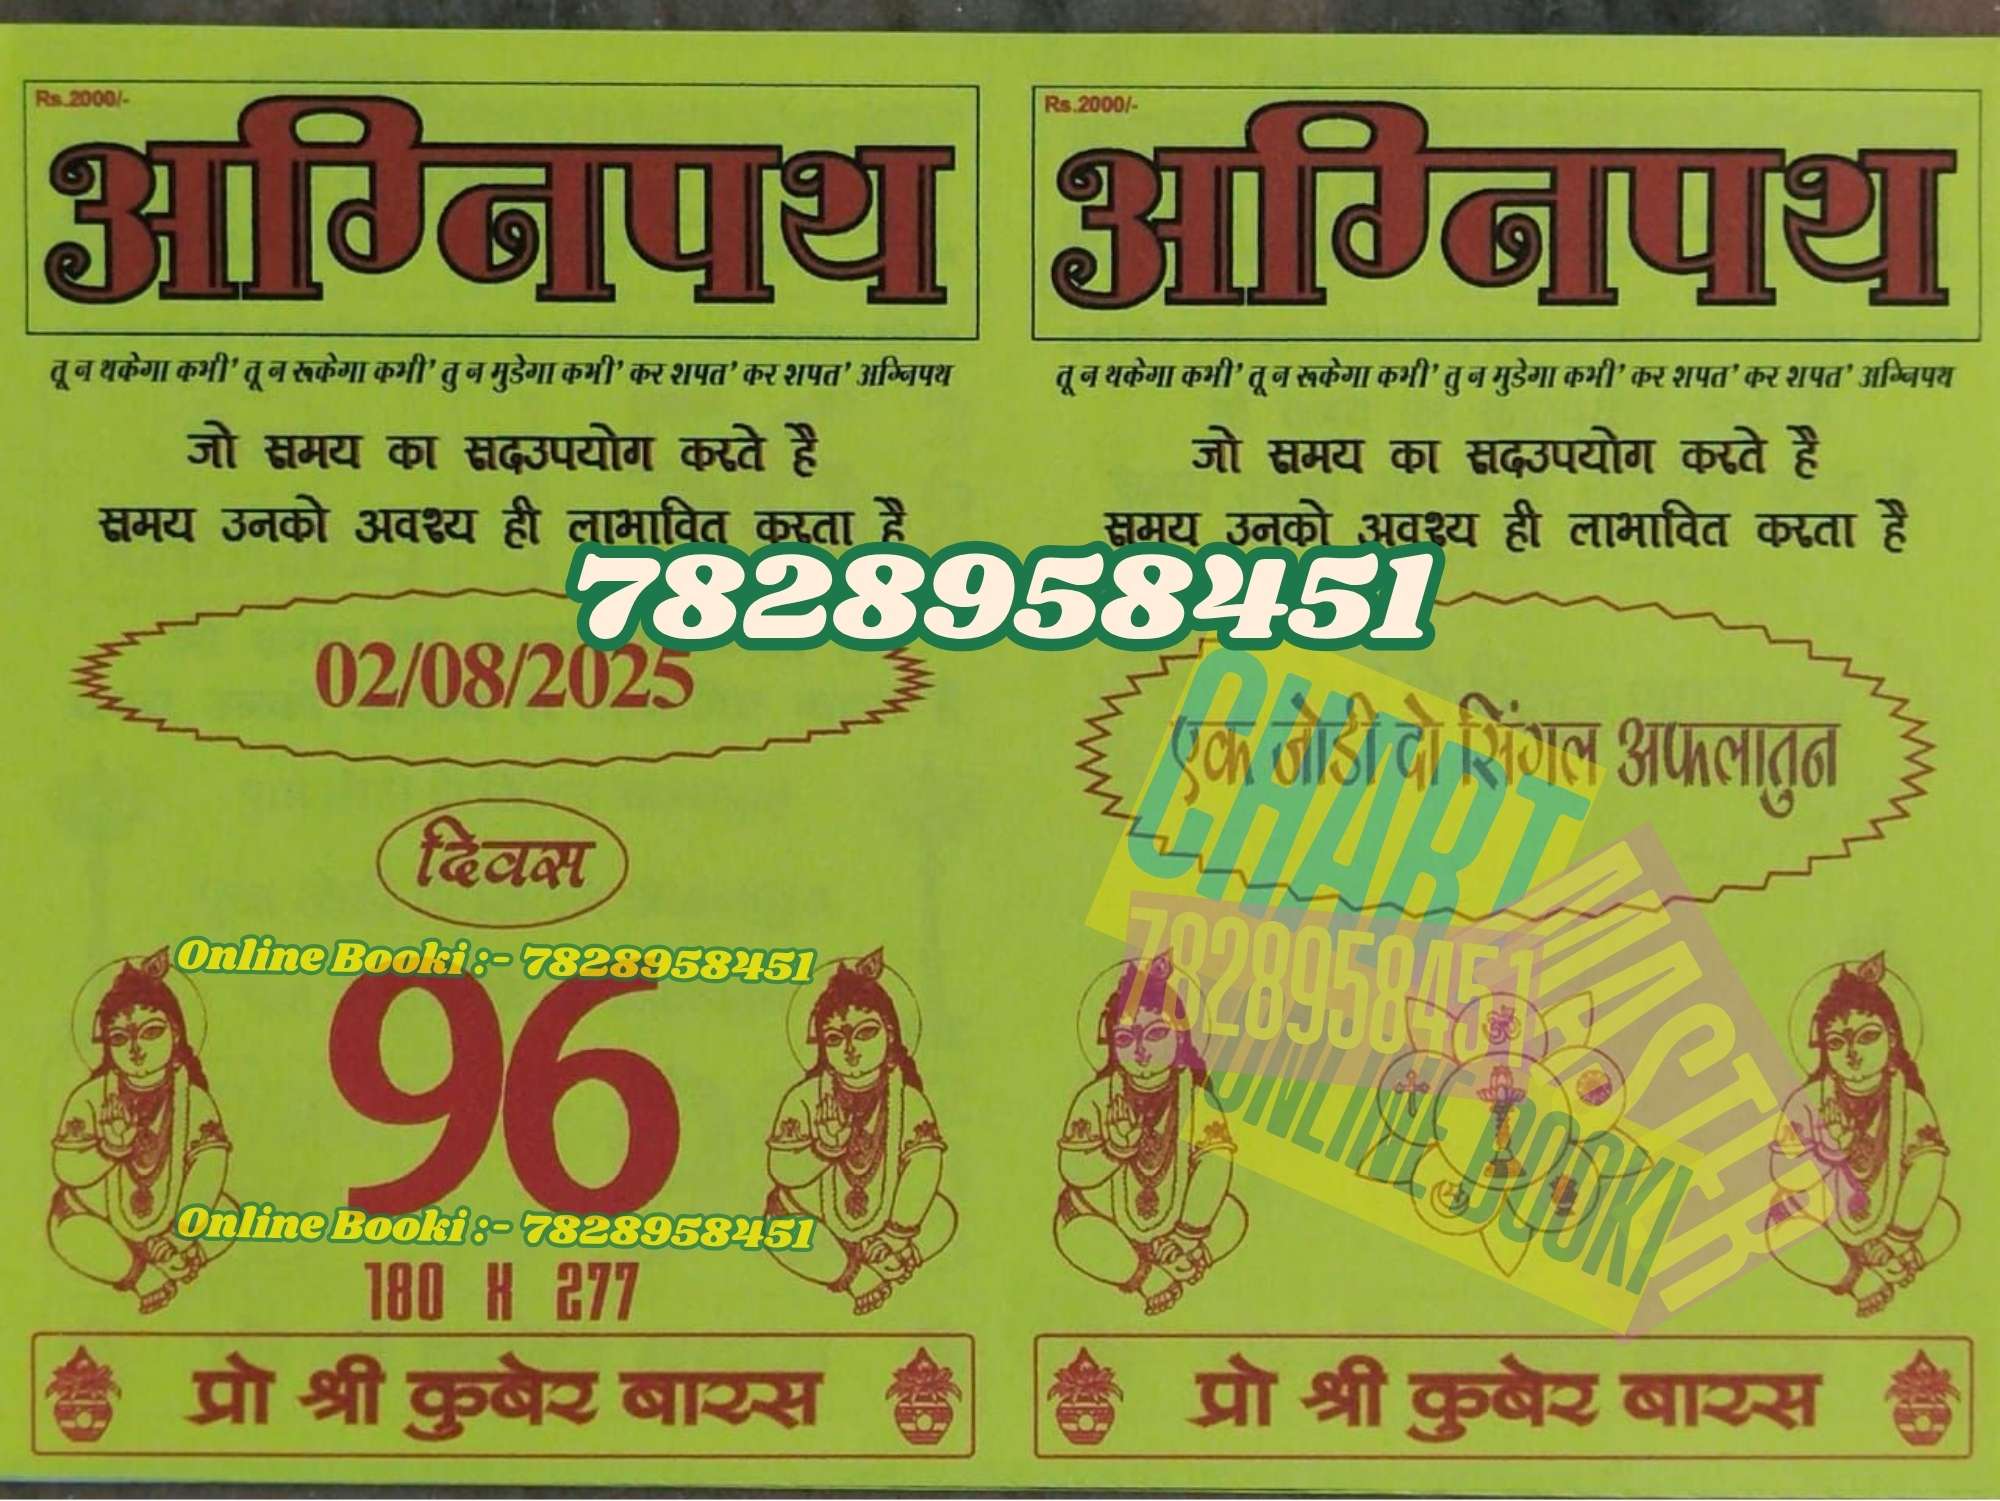 Rs.2000/-
अग्निपथ
तू न थकेगा कभी' तू न रूकेगा कभी' तु न मुडेगा कभी' कर शपत' कर शपत' अग्निपथ
जो समय का सदउपयोग करते है
समय उनको अवश्य ही लाभावित करता है
02/08/2025
दिवस
Online Booki :- 7828958451
96
Online Booki :- 7828958451
180 X 277
प्रो श्री कुबेर बारस
7828958451
Rs.2000/-
अग्निपथ
तू न थकेगा कभी' तू न रूकेगा कभी' तु न मुडेगा कभी' कर शपत' कर शपत' अग्निपथ
जो समय का सदउपयोग करते है
समय उनको अवश्य ही लाभावित करता है
एक जोडी दो सिंगल अफलातुन
CHART
MASTER
7828958451
ONLINE BOOKI
ॐ
प्रो श्री कुबेर बारस